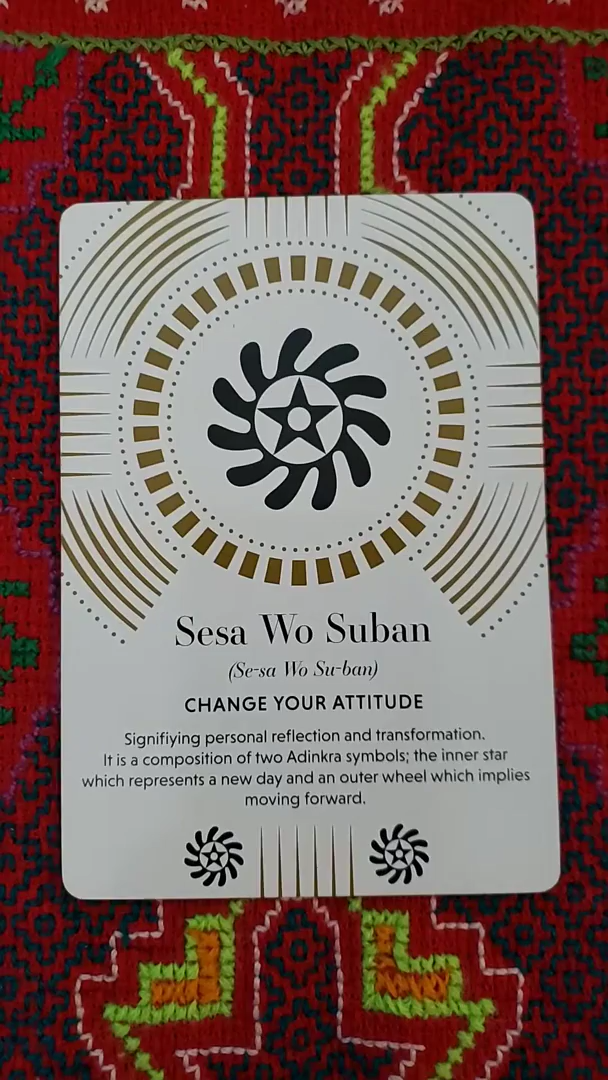 Sesa Wo Suban
(Se-sa Wo Su-ban)
CHANGE YOUR ATTITUDE
Signifiying personal reflection and transformation.
It is a composition of two Adinkra symbols; the inner star
which represents a new day and an outer wheel which implies
moving forward.